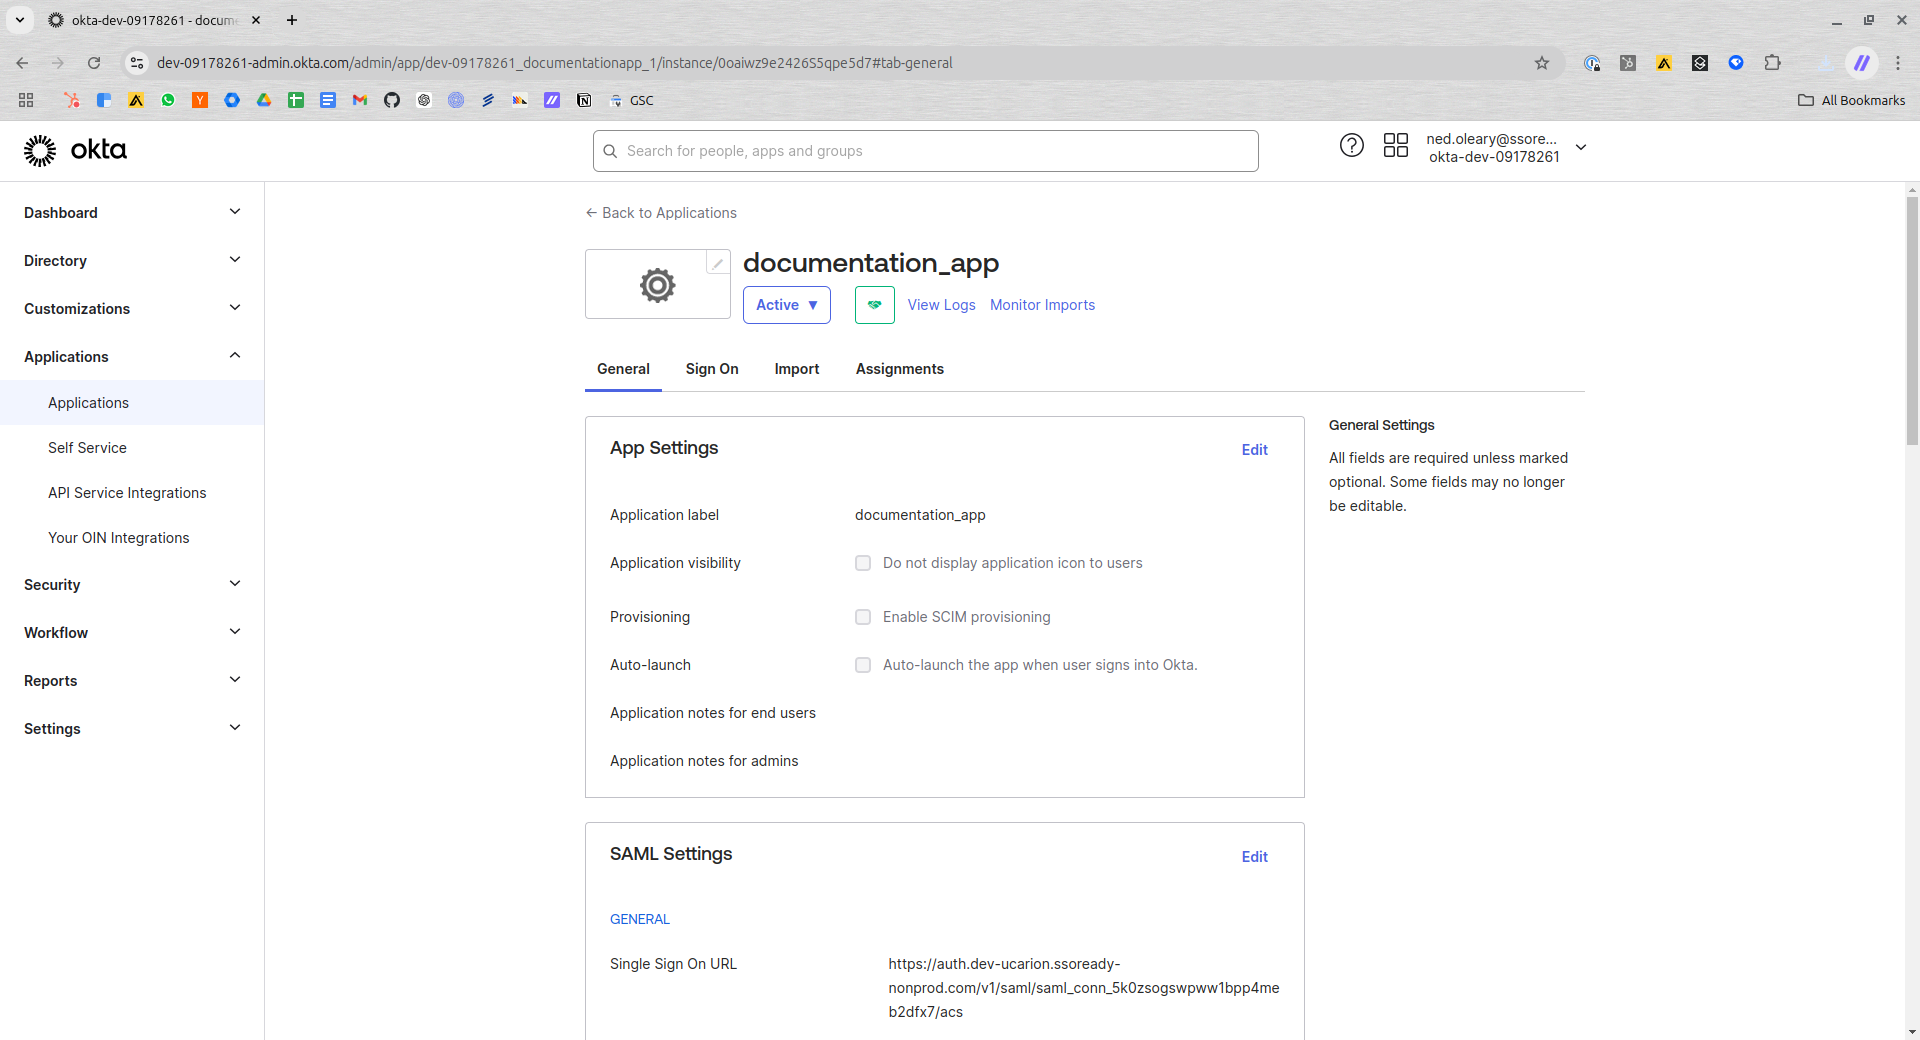 okta-dev-09178261 - docum
dev-09178261-admin.okta.com/admin/app/dev-09178261_documentationapp_1/instance/0oaiwz9e2426S5qpe5d7#tab-general
GSC
All Bookmarks
okta
Search for people, apps and groups
ned.oleary@ssore...
okta-dev-09178261
Dashboard
Directory
Customizations
Applications
Applications
Self Service
API Service Integrations
Your OIN Integrations
Security
Workflow
Reports
Settings
← Back to Applications
documentation_app
Active ▼
View Logs
Monitor Imports
General
Sign On
Import
Assignments
App Settings
Edit
Application label
documentation_app
Application visibility
Do not display application icon to users
Provisioning
Enable SCIM provisioning
Auto-launch
Auto-launch the app when user signs into Okta.
Application notes for end users
Application notes for admins
General Settings
All fields are required unless marked
optional. Some fields may no longer
be editable.
SAML Settings
Edit
GENERAL
Single Sign On URL
https://auth.dev-ucarion.ssoready-
nonprod.com/v1/saml/saml_conn_5k0zsogswpww1bpp4me
b2dfx7/acs